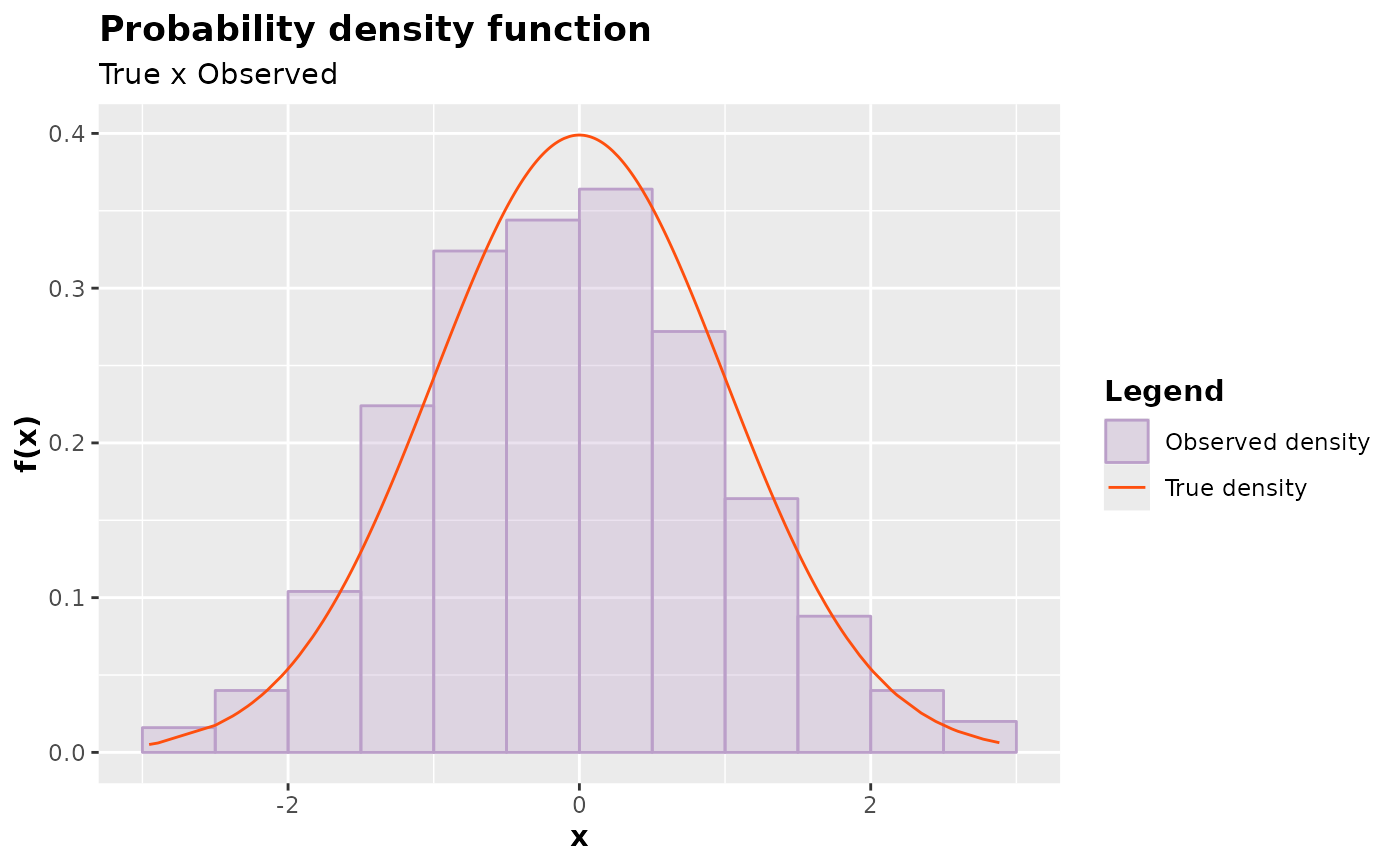 Probability density function
True x Observed
0.4
0.3
0.2
0.1
0.0
f(x)
-2
0
2
x
Legend
Observed density
True density